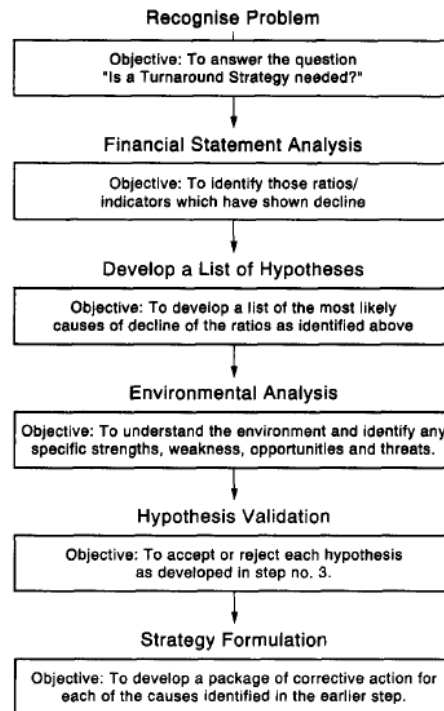 Recognise Problem
Objective: To answer the question
"Is a Turnaround Strategy needed?"
Financial Statement Analysis
Objective: To identify those ratios/
indicators which have shown decline
Develop a List of Hypotheses
Objective: To develop a list of the most likely
causes of decline of the ratios as identified above
Environmental Analysis
Objective: To understand the environment and identify any
specific strengths, weakness, opportunities and threats.
Hypothesis Validation
Objective: To accept or reject each hypothesis
as developed in step no. 3.
Strategy Formulation
Objective: To develop a package of corrective action for
each of the causes identified in the earlier step.